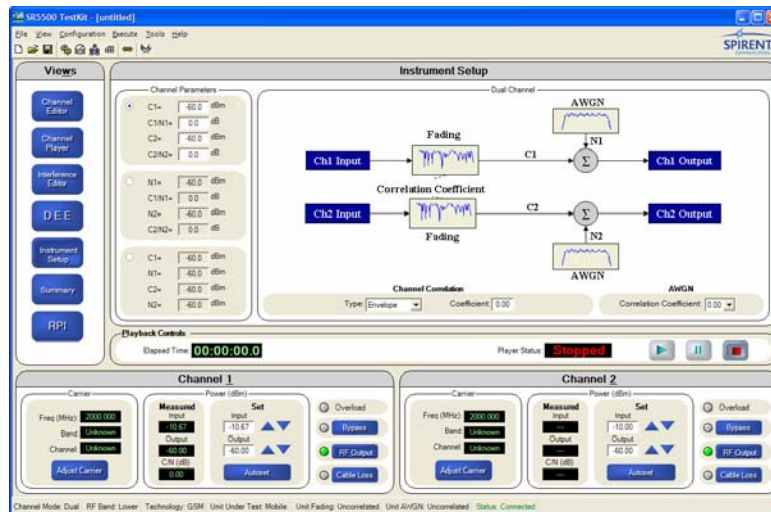 SR5500 TestKit - [untitled]
File View Configuration Execute Tools Help
SPIRENT
Communications
Views
Channel
Editor
Channel
Player
Interference
Editor
DEE
Instrument
Setup
Summary
RPI
Instrument Setup
Channel Parameters
C1= -60.0 dBm
C1/N1= 0.0 dB
C2= -60.0 dBm
C2/N2= 0.0 dB
N1= -60.0 dBm
C1/N1= 0.0 dB
N2= -60.0 dBm
C2/N2= 0.0 dB
C1= -60.0 dBm
N1= -60.0 dBm
C2= -60.0 dBm
N2= -60.0 dBm
Dual Channel
AWGN
Fading
N1
Ch1 Input
C1
Σ
Ch1 Output
Correlation Coefficient
Ch2 Input
C2
Σ
Ch2 Output
Fading
N2
AWGN
Channel Correlation
Type: Envelope Coefficient: 0.00
AWGN
Correlation Coefficient: 0.00
Playback Controls
Elapsed Time: 00:00:00.0
Player Status: Stopped
Channel 1
Carrier
Freq (MHz): 2000.000
Band: Unknown
Channel: Unknown
Adjust Carrier
Power (dBm)
Measured
Input
-10.67
Output
-60.00
C/N (dB)
0.00
Set
Input
-10.67
Output
-60.00
Autoset
Overload
Bypass
RF Output
Cable Loss
Channel 2
Carrier
Freq (MHz): 2000.000
Band: Unknown
Channel: Unknown
Adjust Carrier
Power (dBm)
Measured
Input
---
Output
---
C/N (dB)
---
Set
Input
-10.00
Output
-60.00
Autoset
Overload
Bypass
RF Output
Cable Loss
Channel Mode: Dual RF Band: Lower Technology: GSM Unit Under Test: Mobile Unit Fading: Uncorrelated Unit AWGN: Uncorrelated Status: Connected